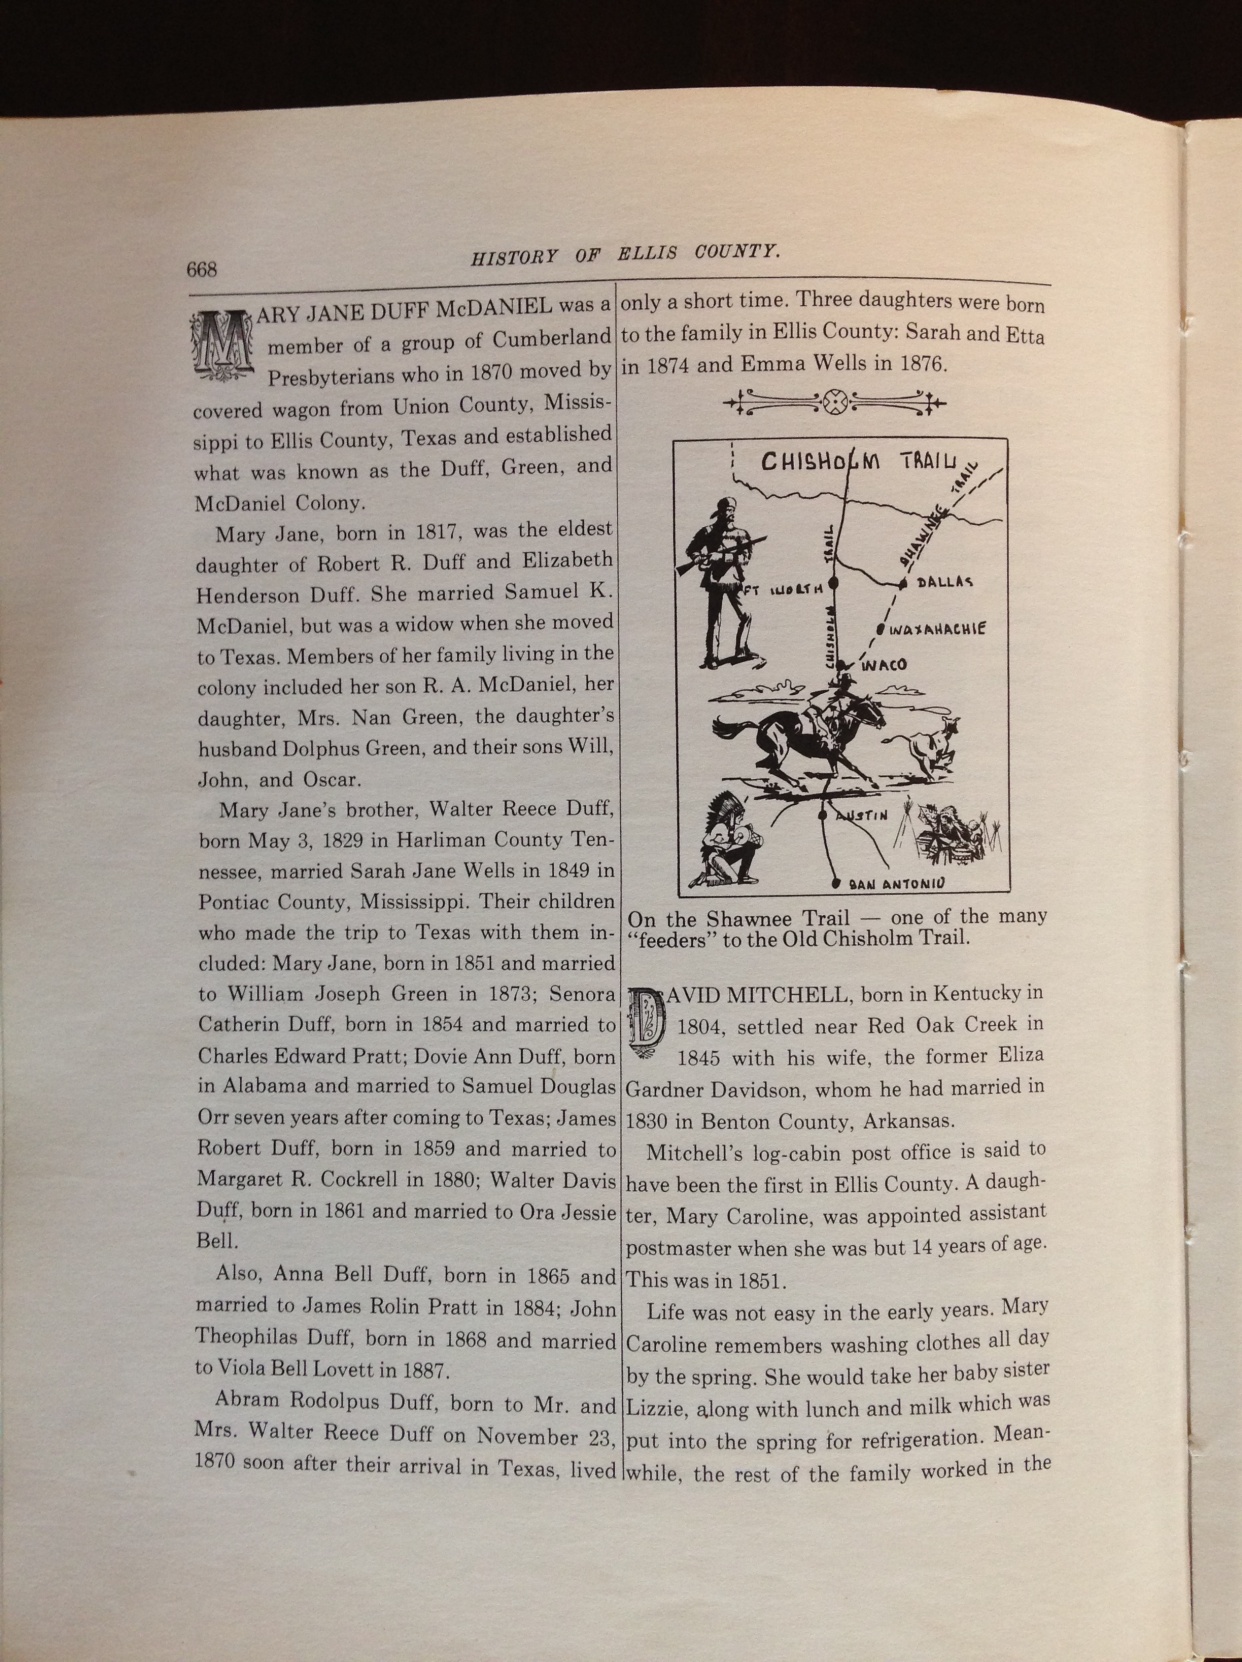 668
HISTORY OF ELLIS COUNTY.
MARY JANE DUFF McDANIEL was a
member of a group of Cumberland
Presbyterians who in 1870 moved by
covered wagon from Union County, Missis-
sippi to Ellis County, Texas and established
what was known as the Duff, Green, and
McDaniel Colony.
Mary Jane, born in 1817, was the eldest
daughter of Robert R. Duff and Elizabeth
Henderson Duff. She married Samuel K.
McDaniel, but was a widow when she moved
to Texas. Members of her family living in the
colony included her son R. A. McDaniel, her
daughter, Mrs. Nan Green, the daughter's
husband Dolphus Green, and their sons Will,
John, and Oscar.
Mary Jane's brother, Walter Reece Duff,
born May 3, 1829 in Harliman County Ten-
nessee, married Sarah Jane Wells in 1849 in
Pontiac County, Mississippi. Their children
who made the trip to Texas with them in-
cluded: Mary Jane, born in 1851 and married
to William Joseph Green in 1873; Senora
Catherin Duff, born in 1854 and married to
Charles Edward Pratt; Dovie Ann Duff, born
in Alabama and married to Samuel Douglas
Orr seven years after coming to Texas; James
Robert Duff, born in 1859 and married to
Margaret R. Cockrell in 1880; Walter Davis
Duff, born in 1861 and married to Ora Jessie
Bell.
Also, Anna Bell Duff, born in 1865 and
married to James Rolin Pratt in 1884; John
Theophilas Duff, born in 1868 and married
to Viola Bell Lovett in 1887.
Abram Rodolpus Duff, born to Mr. and
Mrs. Walter Reece Duff on November 23,
1870 soon after their arrival in Texas, lived
only a short time. Three daughters were born
to the family in Ellis County: Sarah and Etta
in 1874 and Emma Wells in 1876.
CHISHOLM TRAIL
SHAWNEE TRAIL
CHISHOLM TRAIL
FT WORTH
DALLAS
WAXAHACHIE
WACO
AUSTIN
SAN ANTONIO
On the Shawnee Trail — one of the many
"feeders" to the Old Chisholm Trail.
DAVID MITCHELL, born in Kentucky in
1804, settled near Red Oak Creek in
1845 with his wife, the former Eliza
Gardner Davidson, whom he had married in
1830 in Benton County, Arkansas.
Mitchell's log-cabin post office is said to
have been the first in Ellis County. A daugh-
ter, Mary Caroline, was appointed assistant
postmaster when she was but 14 years of age.
This was in 1851.
Life was not easy in the early years. Mary
Caroline remembers washing clothes all day
by the spring. She would take her baby sister
Lizzie, along with lunch and milk which was
put into the spring for refrigeration. Mean-
while, the rest of the family worked in the